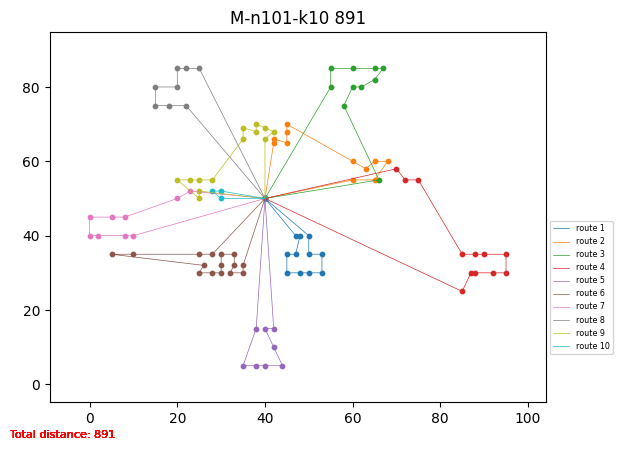 M-n101-k10 891
80
60
40
20
0
0 20 40 60 80 100
route 1
route 2
route 3
route 4
route 5
route 6
route 7
route 8
route 9
route 10
Total distance: 891